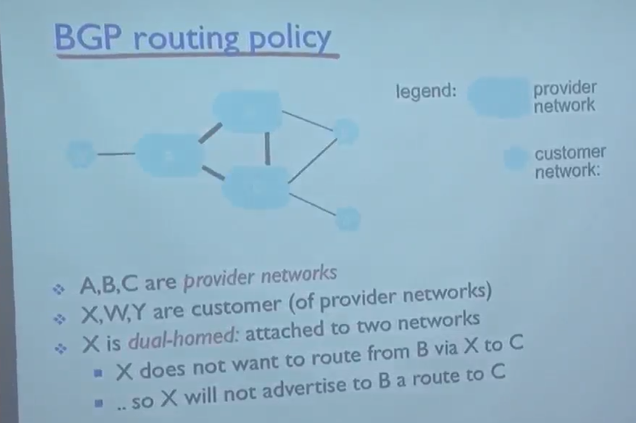 BGP routing policy
legend:
provider
network
customer
network:
A,B,C are provider networks
X,W,Y are customer (of provider networks)
X is dual-homed: attached to two networks
X does not want to route from B via X to C
.. so X will not advertise to B a route to C